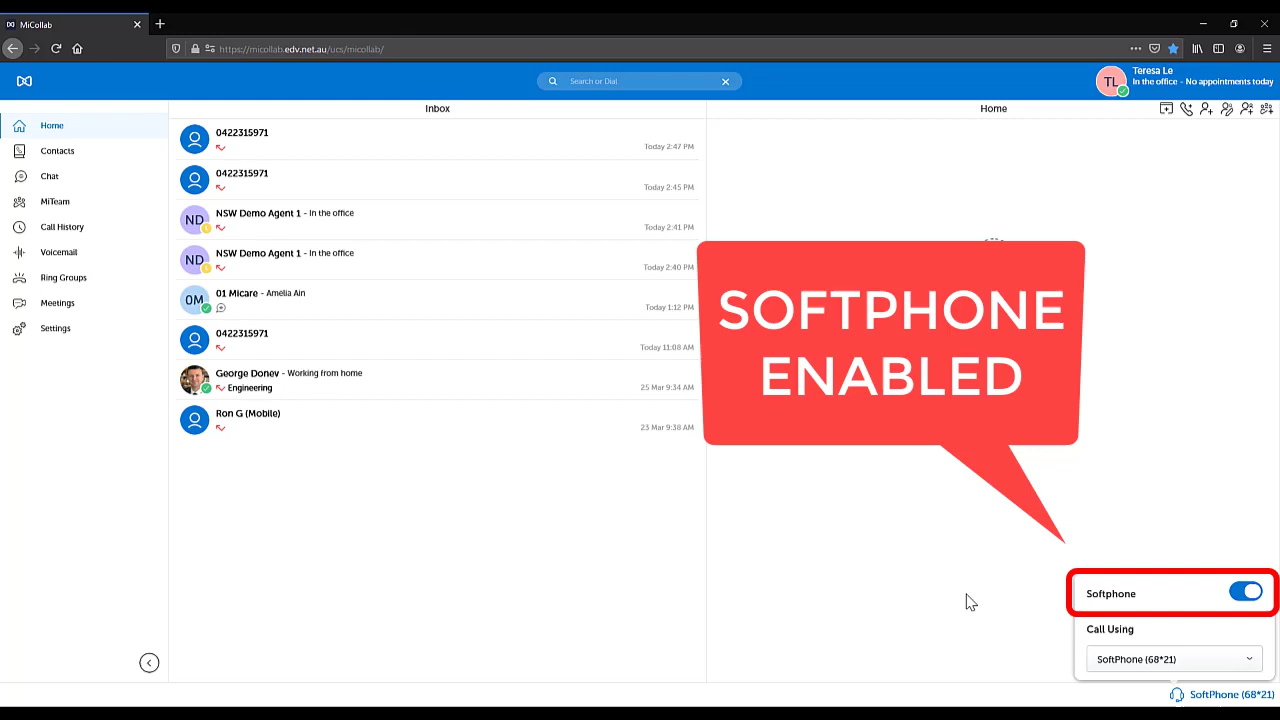 MiCollab
https://micollab.edv.net.au/ucs/micollab/
Search or Dial
TL
Teresa Le
In the office - No appointments today
Home
Contacts
Chat
MiTeam
Call History
Voicemail
Ring Groups
Meetings
Settings
Inbox
0422315971
Today 2:47 PM
0422315971
Today 2:45 PM
ND
NSW Demo Agent 1 - In the office
Today 2:41 PM
ND
NSW Demo Agent 1 - In the office
Today 2:40 PM
0M
01 Micare - Amelia Ain
Today 1:12 PM
0422315971
Today 11:08 AM
George Donev - Working from home
Engineering
25 Mar 9:34 AM
Ron G (Mobile)
23 Mar 9:38 AM
Home
SOFTPHONE
ENABLED
Softphone
Call Using
SoftPhone (68*21)
SoftPhone (68*21)